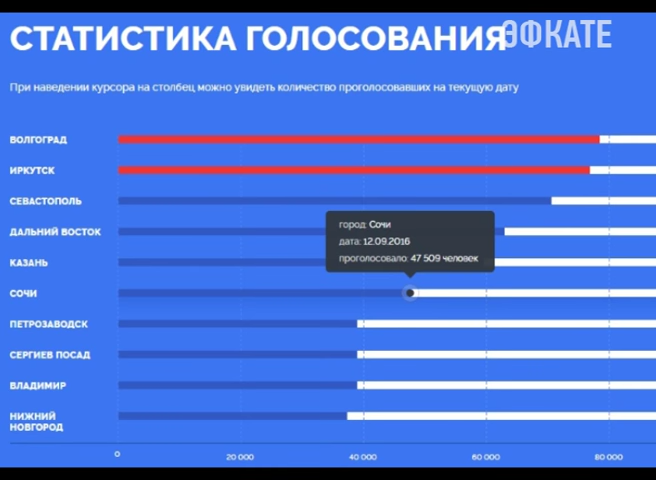 СТАТИСТИКА ГОЛОСОВАНИЯ
ЭФКАТЕ
При наведении курсора на столбец можно увидеть количество проголосовавших на текущую дату
ВОЛГОГРАД
ИРКУТСК
СЕВАСТОПОЛЬ
ДАЛЬНИЙ ВОСТОК
город: Сочи
дата: 12.09.2016
проголосовало: 47 509 человек
КАЗАНЬ
СОЧИ
ПЕТРОЗАВОДСК
СЕРГИЕВ ПОСАД
ВЛАДИМИР
НИЖНИЙ
НОВГОРОД
0 20 000 40 000 60 000 80 000